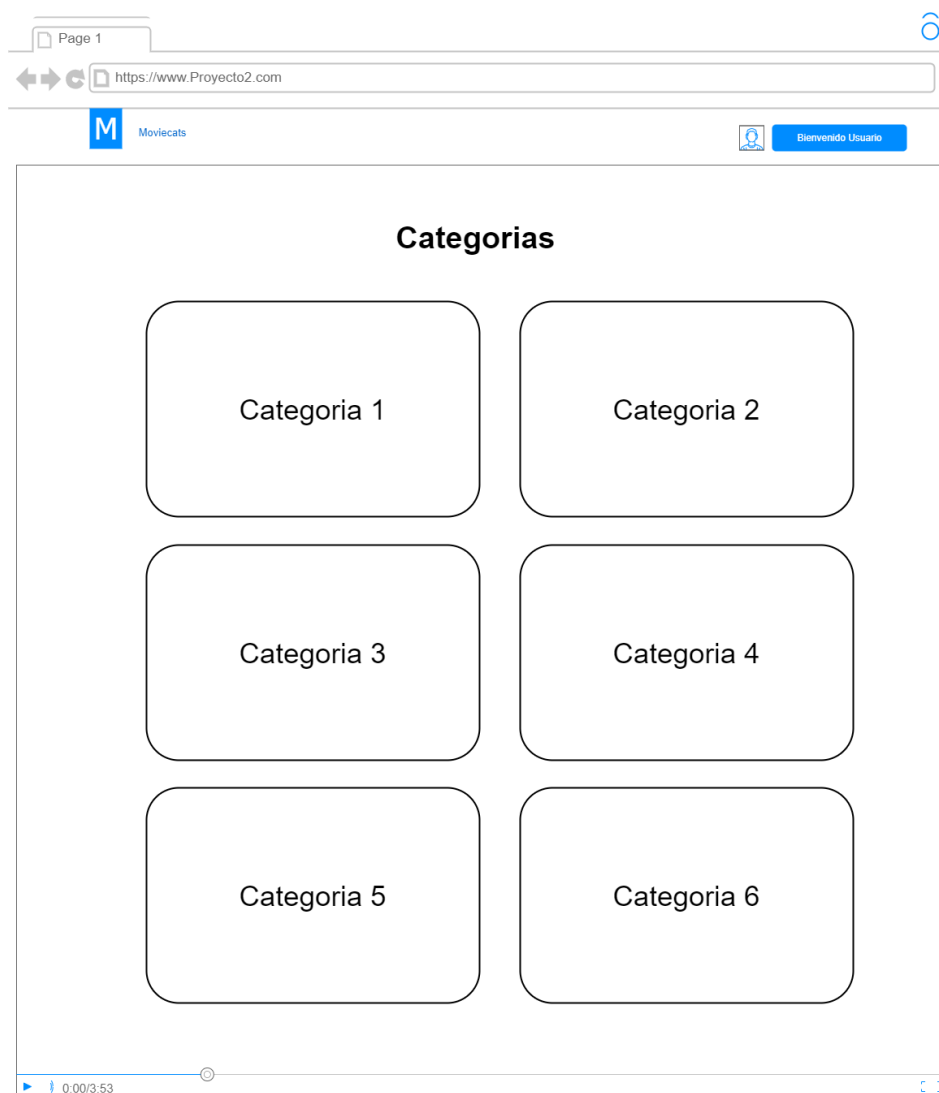 Page 1
https://www.Proyecto2.com
M
Moviecats
Bienvenido Usuario
Categorias
Categoria 1
Categoria 2
Categoria 3
Categoria 4
Categoria 5
Categoria 6
0:00/3:53